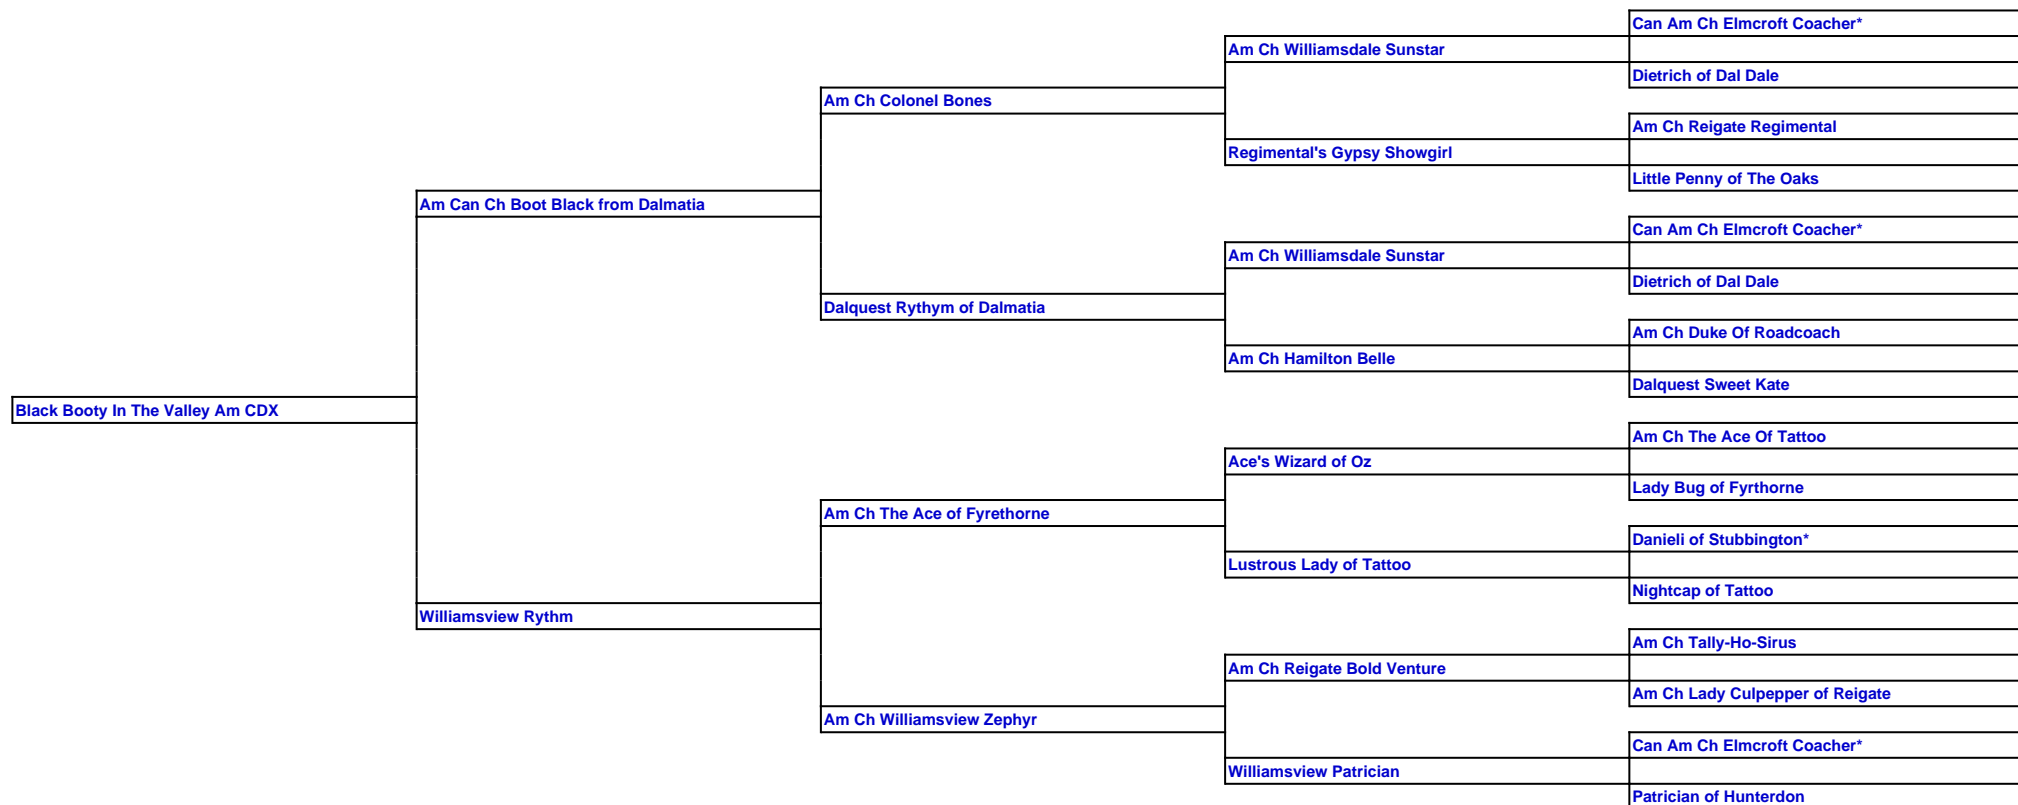 Can Am Ch Elmcroft Coacher*
Am Ch Williamsdale Sunstar
Dietrich of Dal Dale
Am Ch Colonel Bones
Am Ch Reigate Regimental
Regimental's Gypsy Showgirl
Little Penny of The Oaks
Am Can Ch Boot Black from Dalmatia
Can Am Ch Elmcroft Coacher*
Am Ch Williamsdale Sunstar
Dietrich of Dal Dale
Dalquest Rythym of Dalmatia
Am Ch Duke Of Roadcoach
Am Ch Hamilton Belle
Dalquest Sweet Kate
Black Booty In The Valley Am CDX
Am Ch The Ace Of Tattoo
Ace's Wizard of Oz
Lady Bug of Fyrthorne
Am Ch The Ace of Fyrethorne
Danieli of Stubbington*
Lustrous Lady of Tattoo
Nightcap of Tattoo
Williamsview Rythm
Am Ch Tally-Ho-Sirus
Am Ch Reigate Bold Venture
Am Ch Lady Culpepper of Reigate
Am Ch Williamsview Zephyr
Can Am Ch Elmcroft Coacher*
Williamsview Patrician
Patrician of Hunterdon